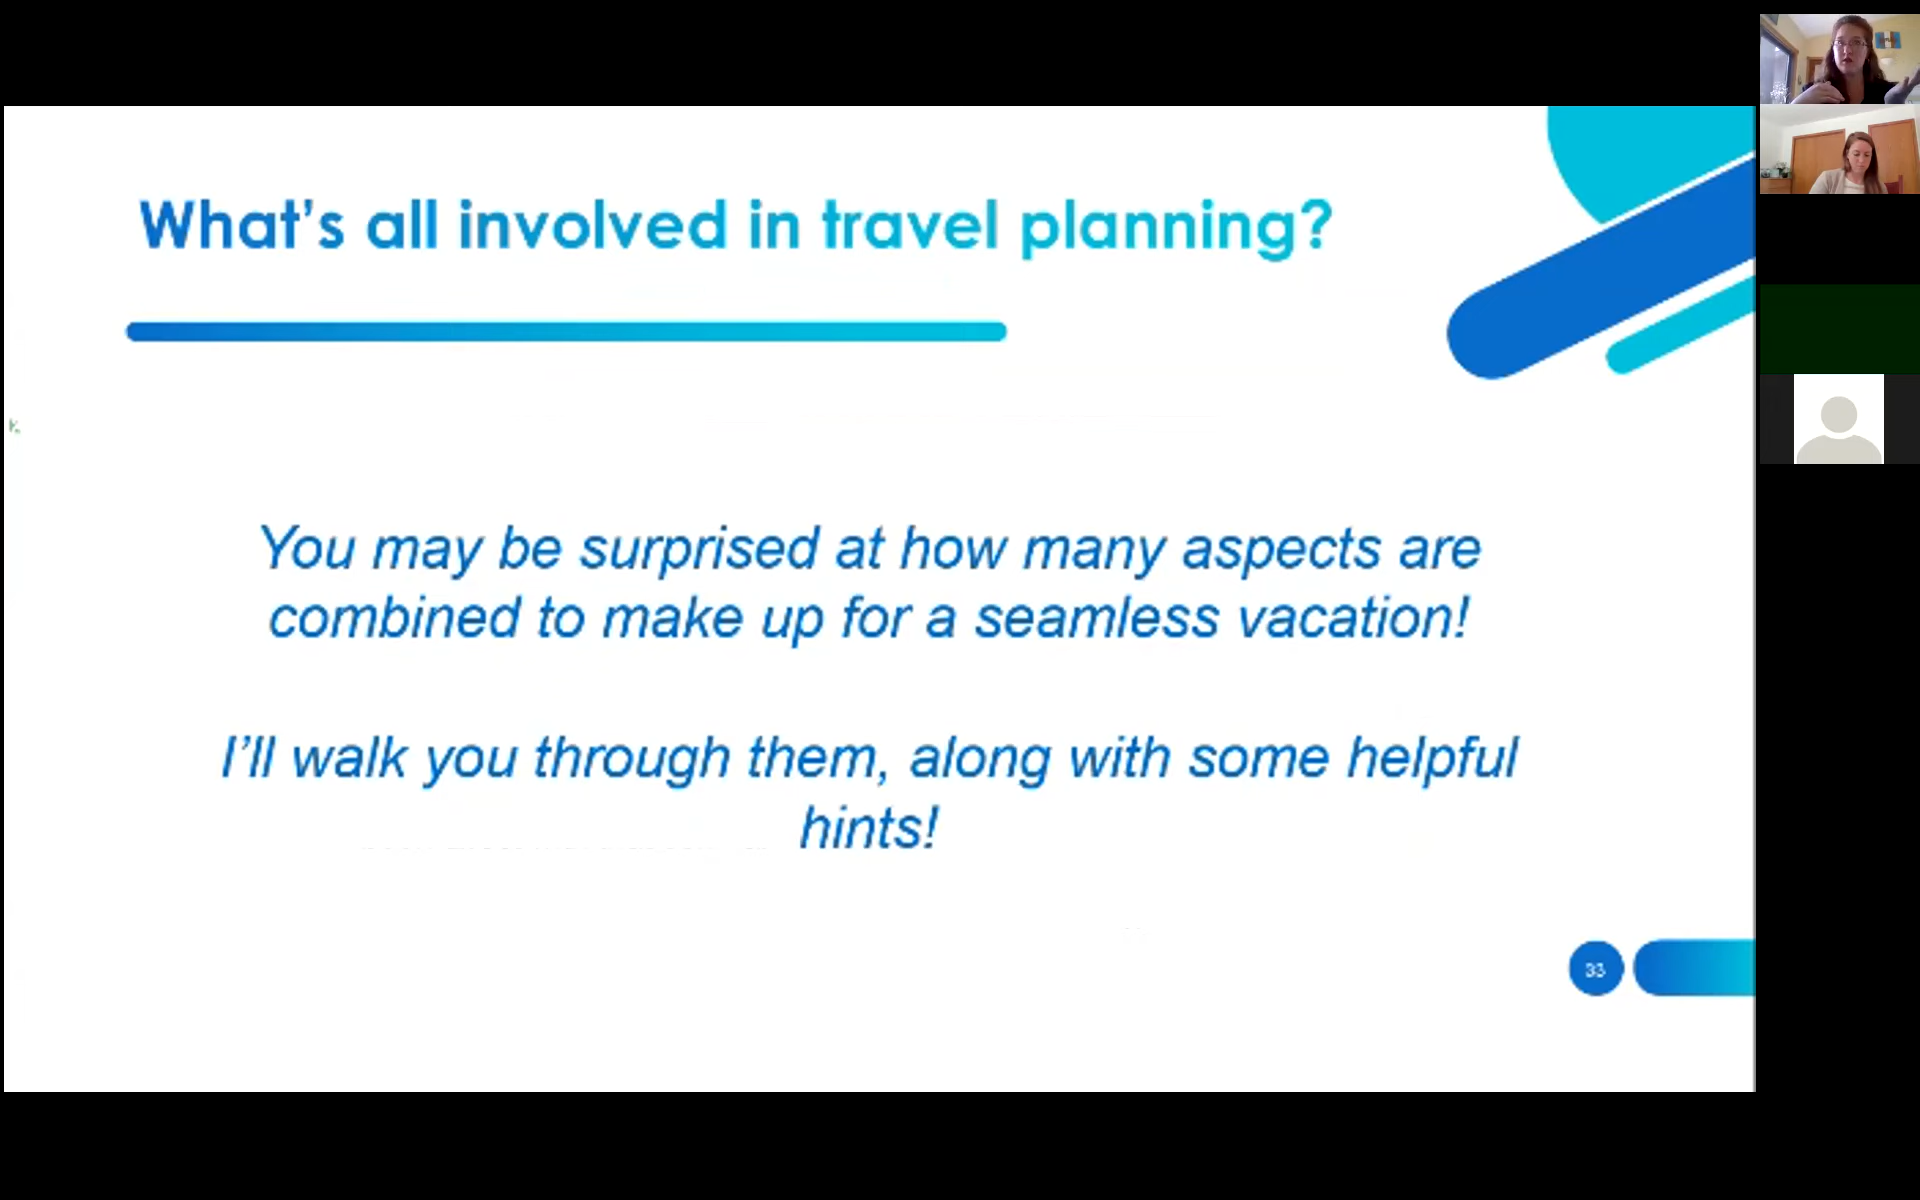 What's all involved in travel planning?
You may be surprised at how many aspects are
combined to make up for a seamless vacation!
I'll walk you through them, along with some helpful
hints!
33